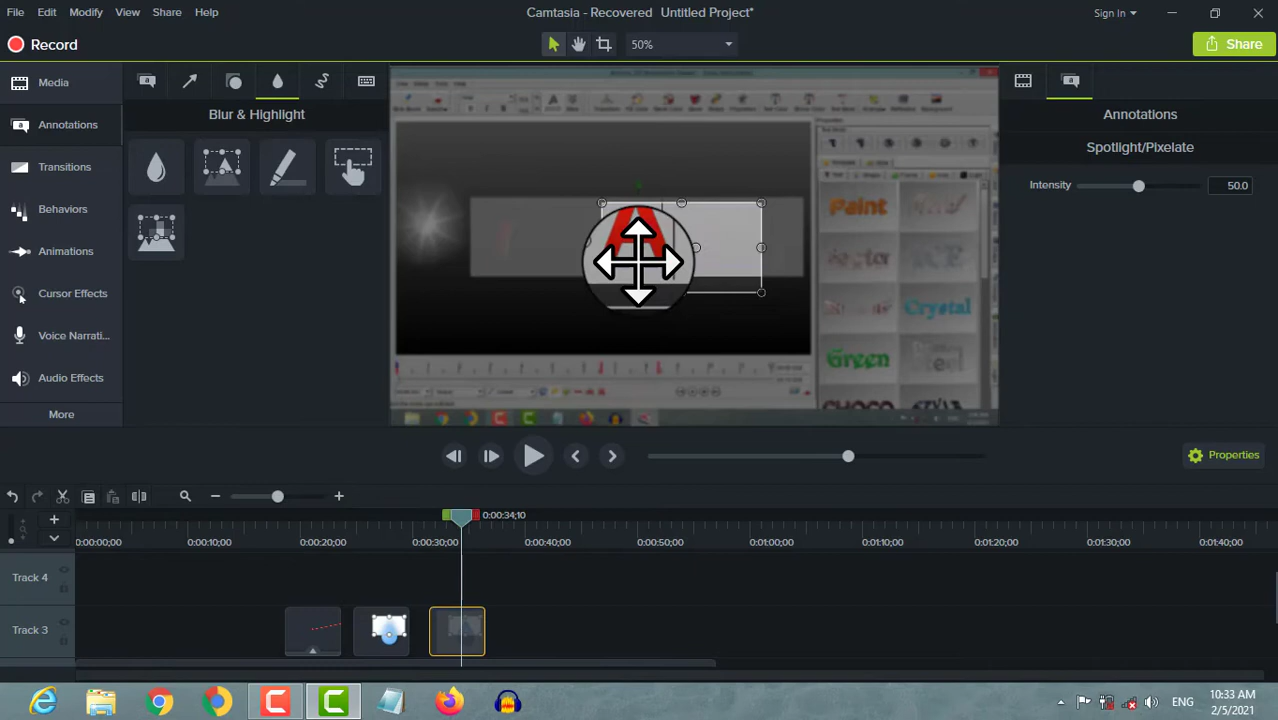 File Edit Modify View Share Help
Camtasia - Recovered Untitled Project*
Sign In
Record
50%
Share
Media
Annotations
Transitions
Behaviors
Animations
Cursor Effects
Voice Narrati...
Audio Effects
More
Blur & Highlight
Paint
Crystal
Green
CHOCO
A
Annotations
Spotlight/Pixelate
Intensity
50.0
Properties
0:00:34;10
0:00:00;00 0:00:10;00 0:00:20;00 0:00:30;00 0:00:40;00 0:00:50;00 0:01:00;00 0:01:10;00 0:01:20;00 0:01:30;00 0:01:40;00
Track 4
Track 3
ENG
10:33 AM
2/5/2021